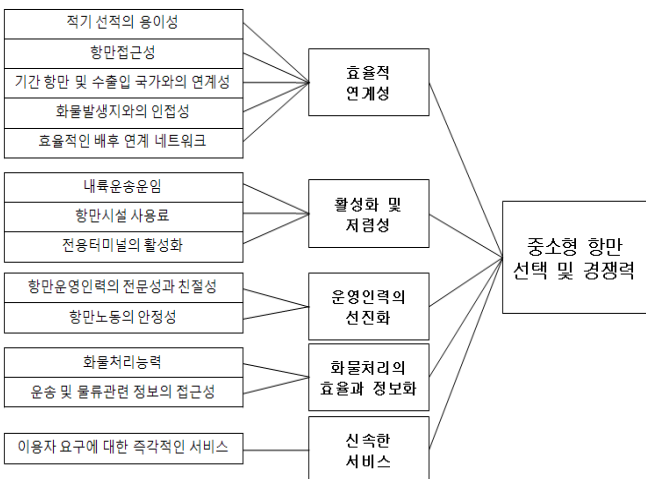 적기 선적의 용이성
항만접근성
기간 항만 및 수출입 국가와의 연계성
화물발생지와의 인접성
효율적인 배후 연계 네트워크
효율적
연계성
내륙운송운임
항만시설 사용료
전용터미널의 활성화
활성화 및
저렴성
항만운영인력의 전문성과 친절성
항만노동의 안정성
운영인력의
선진화
화물처리능력
운송 및 물류관련 정보의 접근성
화물처리의
효율과 정보화
이용자 요구에 대한 즉각적인 서비스
신속한
서비스
중소형 항만
선택 및 경쟁력